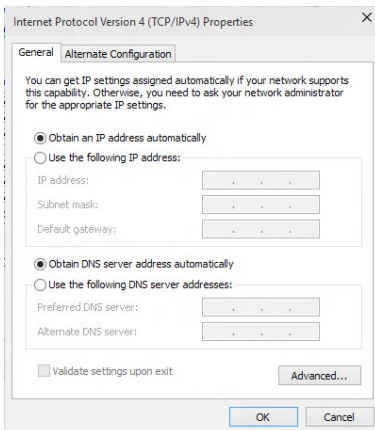 Internet Protocol Version 4 (TCP/IPv4) Properties
General
Alternate Configuration
You can get IP settings assigned automatically if your network supports
this capability. Otherwise, you need to ask your network administrator
for the appropriate IP settings.
Obtain an IP address automatically
Use the following IP address:
IP address:
Subnet mask:
Default gateway:
Obtain DNS server address automatically
Use the following DNS server addresses:
Preferred DNS server:
Alternate DNS server:
Validate settings upon exit
Advanced...
OK
Cancel